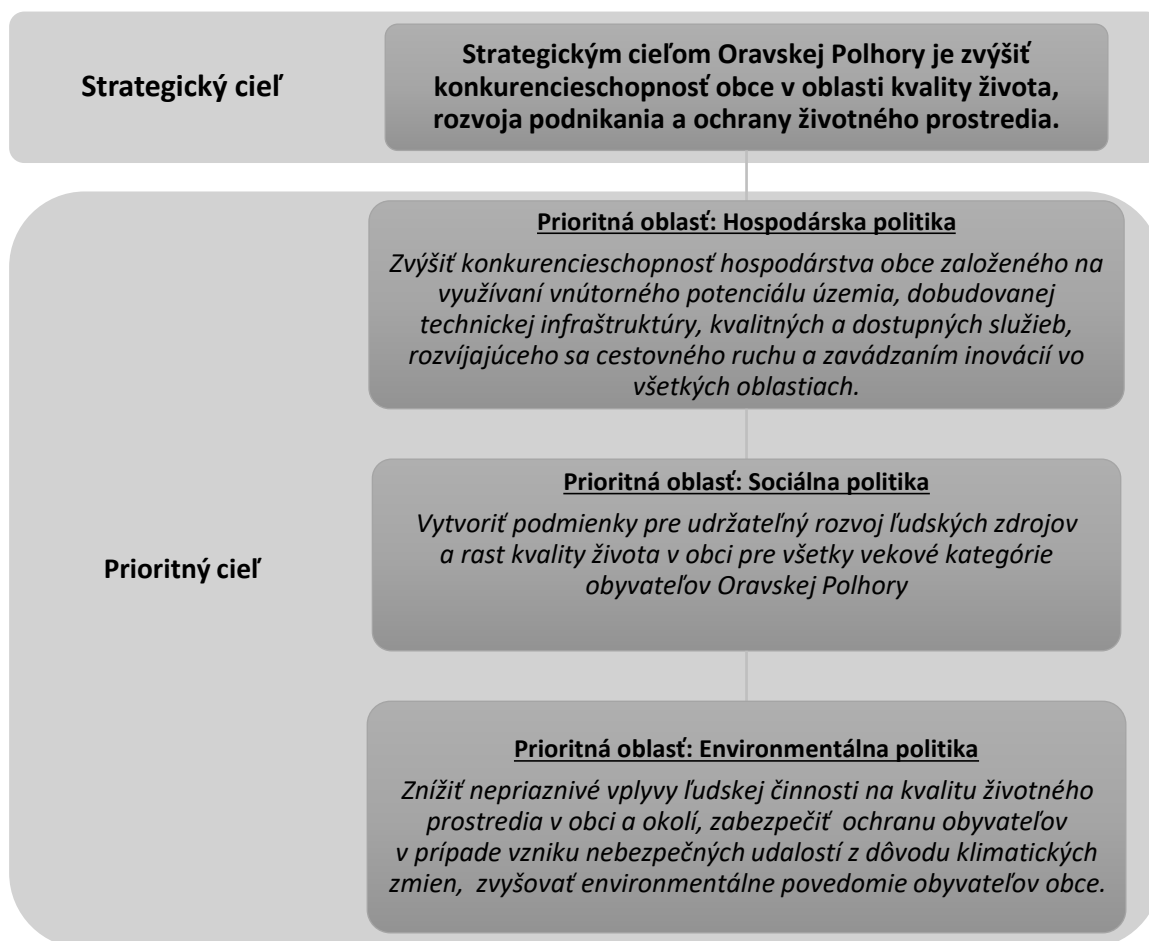 Strategický cieľ
Strategickým cieľom Oravskej Polhory je zvýšiť
konkurencieschopnosť obce v oblasti kvality života,
rozvoja podnikania a ochrany životného prostredia.
Prioritný cieľ
Prioritná oblasť: Hospodárska politika
Zvýšiť konkurencieschopnosť hospodárstva obce založeného na
využívaní vnútorného potenciálu územia, dobudovanej
technickej infraštruktúry, kvalitných a dostupných služieb,
rozvíjajúceho sa cestovného ruchu a zavádzaním inovácií vo
všetkých oblastiach.
Prioritná oblasť: Sociálna politika
Vytvoriť podmienky pre udržateľný rozvoj ľudských zdrojov
a rast kvality života v obci pre všetky vekové kategórie
obyvateľov Oravskej Polhory
Prioritná oblasť: Environmentálna politika
Znížiť nepriaznivé vplyvy ľudskej činnosti na kvalitu životného
prostredia v obci a okolí, zabezpečiť ochranu obyvateľov
v prípade vzniku nebezpečných udalostí z dôvodu klimatických
zmien, zvyšovať environmentálne povedomie obyvateľov obce.